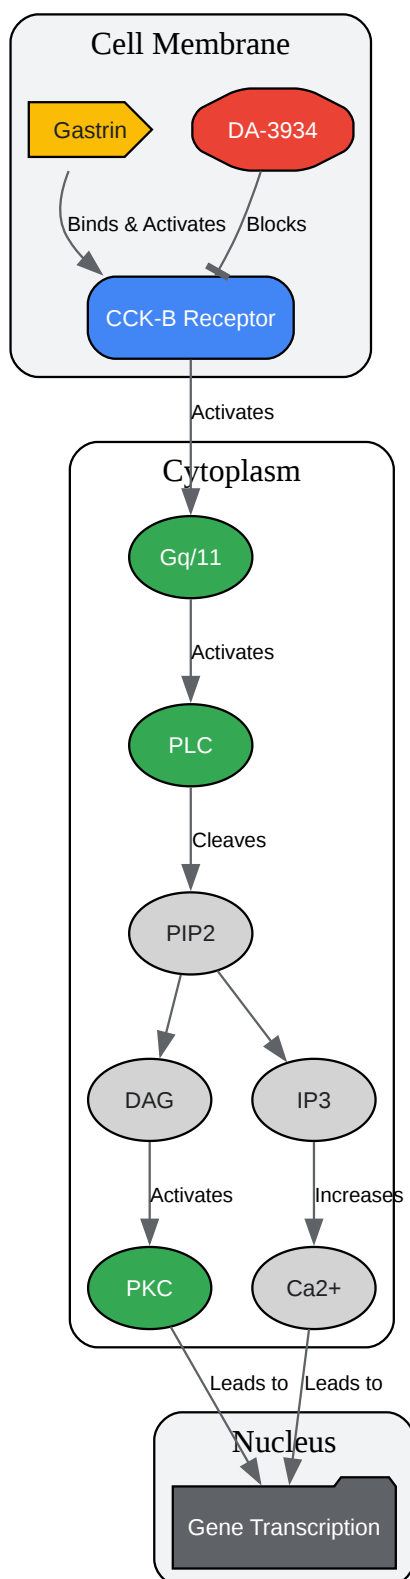 Cell Membrane
Gastrin
DA-3934
Binds & Activates
Blocks
CCK-B Receptor
Activates
Cytoplasm
Gq/11
Activates
PLC
Cleaves
PIP2
DAG
IP3
Activates
Increases
PKC
Ca2+
Leads to
Leads to
Nucleus
Gene Transcription